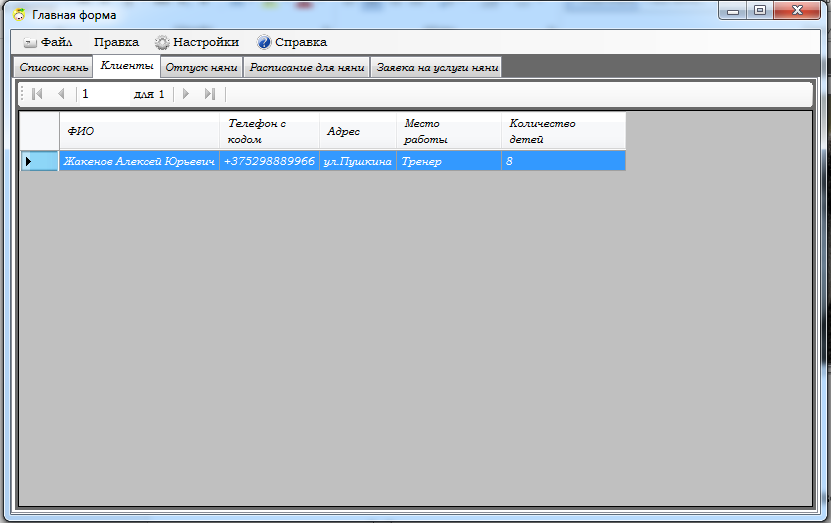 Главная форма
Файл Правка Настройки Справка
Список нянь Клиенты Отпуск няни Расписание для няни Заявка на услуги няни
1 для 1
ФИО Телефон с кодом Адрес Место работы Количество детей
Жакенов Алексей Юрьевич +375298889966 ул.Пушкина Тренер 8